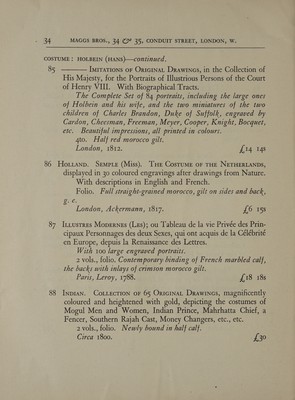 34 MAGGS BROS., 34 & 35, CONDUIT STREET, LONDON, W.
COSTUME : HOLBEIN (HANS)—continued.
85 ——— IMITATIONS OF ORIGINAL DRAWINGS, in the Collection of
His Majesty, for the Portraits of Illustrious Persons of the Court
of Henry VIII. With Biographical Tracts.
The Complete Set of 84 portraits, including the large ones
of Holbein and his wife, and the two miniatures of the two
children of Charles Brandon, Duke of Suffolk, engraved by
Cardon, Cheesman, Freeman, Meyer, Cooper, Knight, Bocquet,
etc. Beautiful impressions, all printed in colours.
4to. Half red morocco gilt.
London, 1812. £14 14s
86 HOLLAND. SEMPLE (Miss). THE COSTUME OF THE NETHERLANDS,
displayed in 30 coloured engravings after drawings from Nature.
With descriptions in English and French.
Folio. Full straight-grained morocco, gilt on sides and back,
g. e.
London, Ackermann, 1817. £6 15s
87 ILLUSTRES MODERNES (LES); ou Tableau de la vie Privée des Prin-
cipaux Personnages des deux Sexes, qui ont acquis de la Célébrité
en Europe, depuis la Renaissance des Lettres.
With 100 large engraved portraits.
2 vols., folio. Contemporary binding of French marbled calf,
the backs with inlays of crimson morocco gilt.
Paris, Leroy, 1788. £18 18s
88 INDIAN. COLLECTION OF 65 ORIGINAL DRAWINGS, magnificently
coloured and heightened with gold, depicting the costumes of
Mogul Men and Women, Indian Prince, Mahrhatta Chief, a
Fencer, Southern Rajah Cast, Money Changers, etc., etc.
2 vols., folio. Newly bound in half calf.
Circa 1800. £30